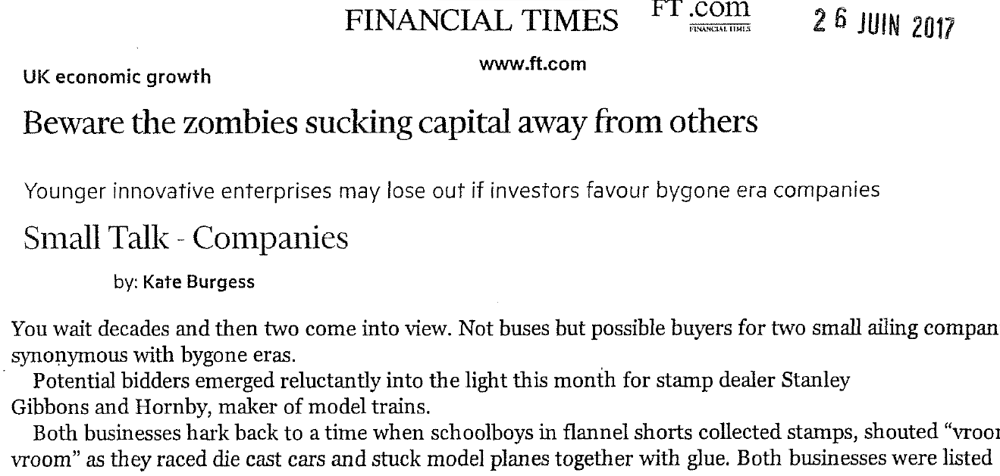 FINANCIAL TIMES FT.com 26 JUIN 2017
FINANCIAL TIMES
www.ft.com
UK economic growth
Beware the zombies sucking capital away from others
Younger innovative enterprises may lose out if investors favour bygone era companies
Small Talk - Companies
by: Kate Burgess
You wait decades and then two come into view. Not buses but possible buyers for two small ailing compan
synonymous with bygone eras.
Potential bidders emerged reluctantly into the light this month for stamp dealer Stanley
Gibbons and Hornby, maker of model trains.
Both businesses hark back to a time when schoolboys in flannel shorts collected stamps, shouted “vroom
vroom” as they raced die cast cars and stuck model planes together with glue. Both businesses were listed